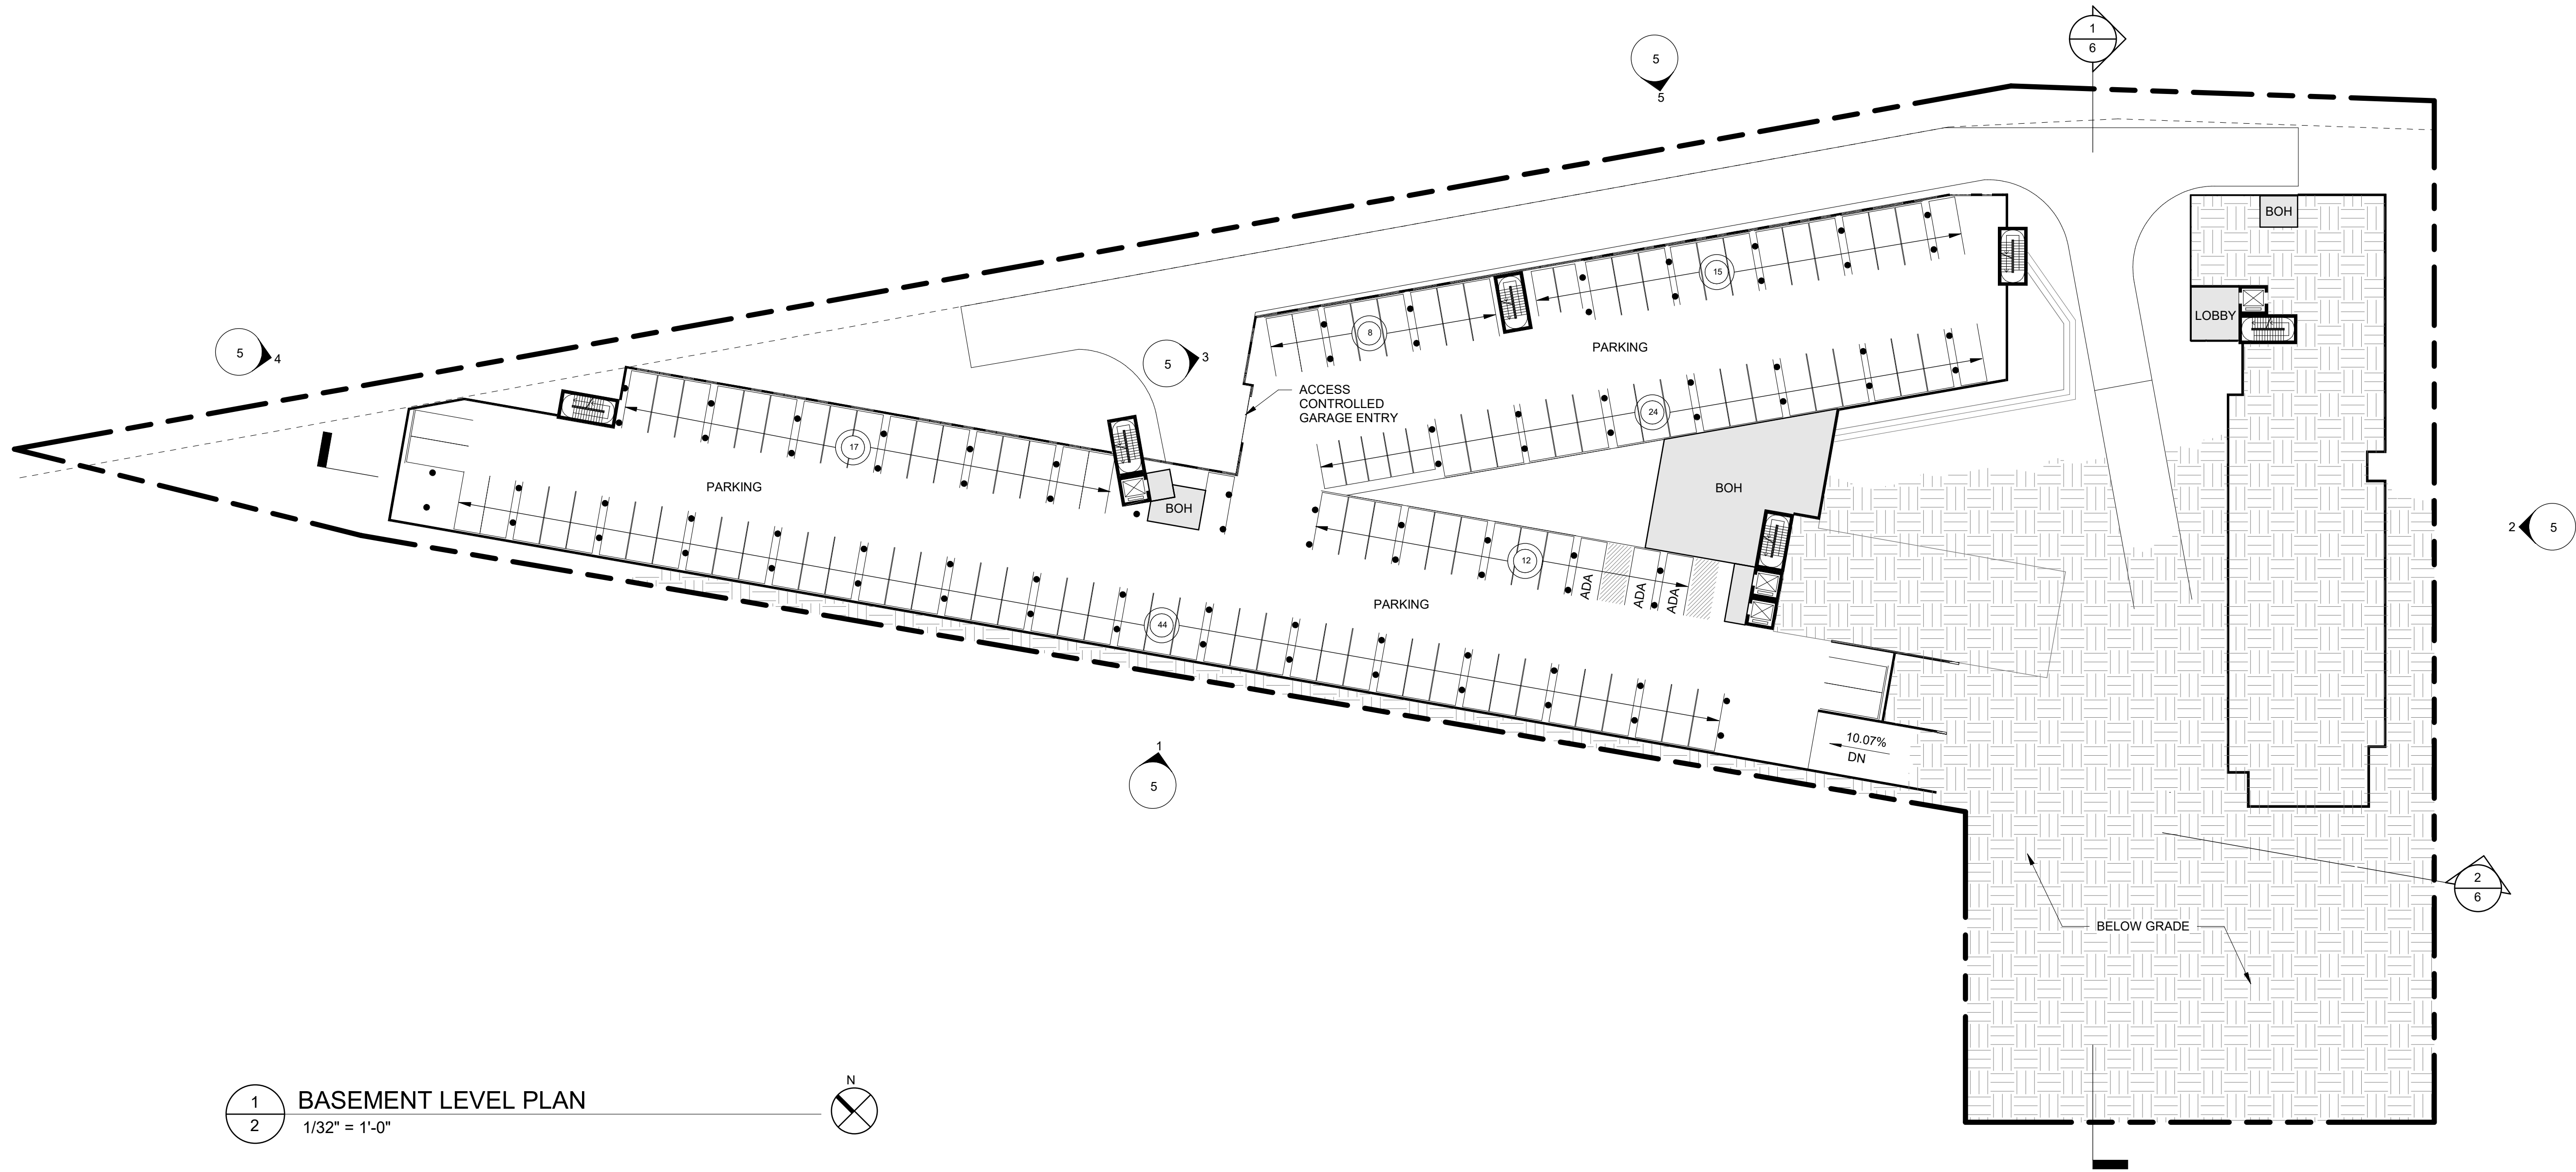 1
6
5
5
BOH
15
LOBBY
8
5
4
5
3
PARKING
ACCESS
CONTROLLED
GARAGE ENTRY
24
17
PARKING
BOH
BOH
2
5
12
ADA
ADA
ADA
PARKING
44
10.07%
DN
1
5
2
6
BELOW GRADE
N
1
2
BASEMENT LEVEL PLAN
1/32" = 1'-0"